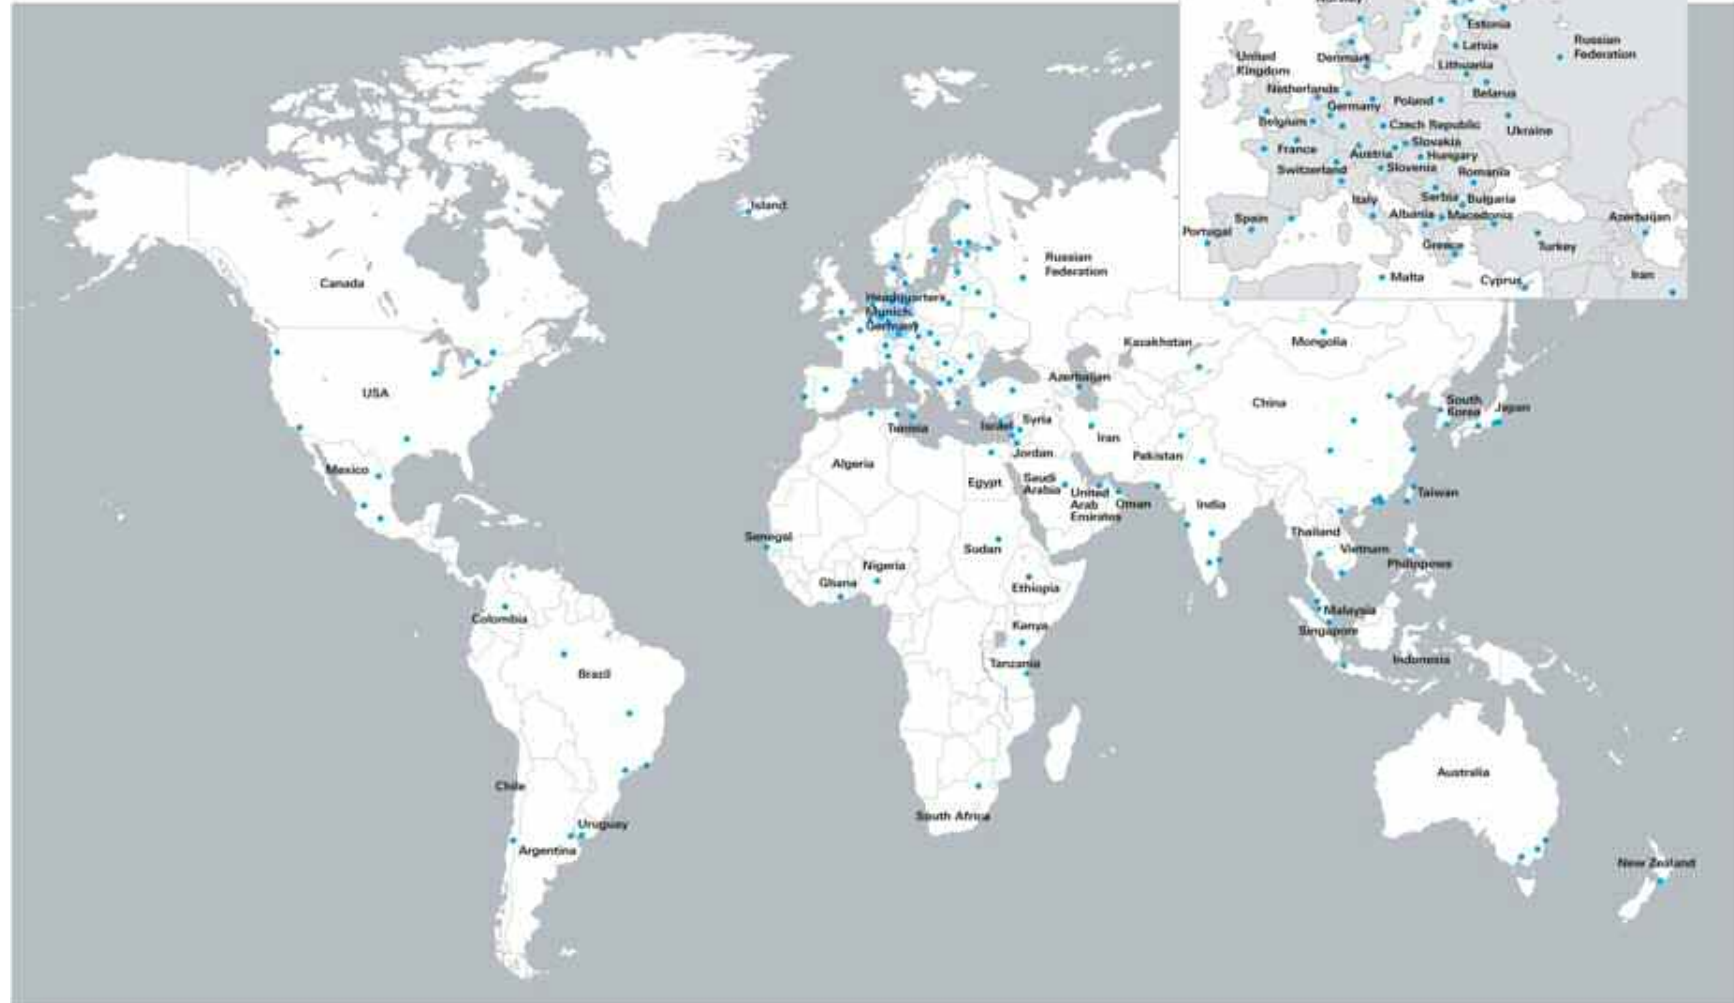 Estonia
Latvia
Russian
Federation
United
Kingdom
Denmark
Lithuania
Netherlands
Belarus
Germany
Poland
Belgium
Czech Republic
Ukraine
France
Slovakia
Austria
Hungary
Switzerland
Slovenia
Romania
Italy
Serbia
Bulgaria
Spain
Albania
Macedonia
Azerbaijan
Portugal
Greece
Turkey
Malta
Cyprus
Iran
Island
Canada
Russian
Federation
Headquarters
Munich
Germany
Kazakhstan
Mongolia
Azerbaijan
USA
China
South
Korea
Japan
Tunisia
Israel
Syria
Iran
Jordan
Pakistan
Mexico
Algeria
Egypt
Saudi
Arabia
United
Arab
Emirates
Oman
India
Taiwan
Thailand
Senegal
Sudan
Vietnam
Nigeria
Philippines
Ghana
Ethiopia
Colombia
Kanya
Malaysia
Singapore
Tanzania
Indonesia
Brazil
Australia
Chile
South Africa
Uruguay
Argentina
New Zealand